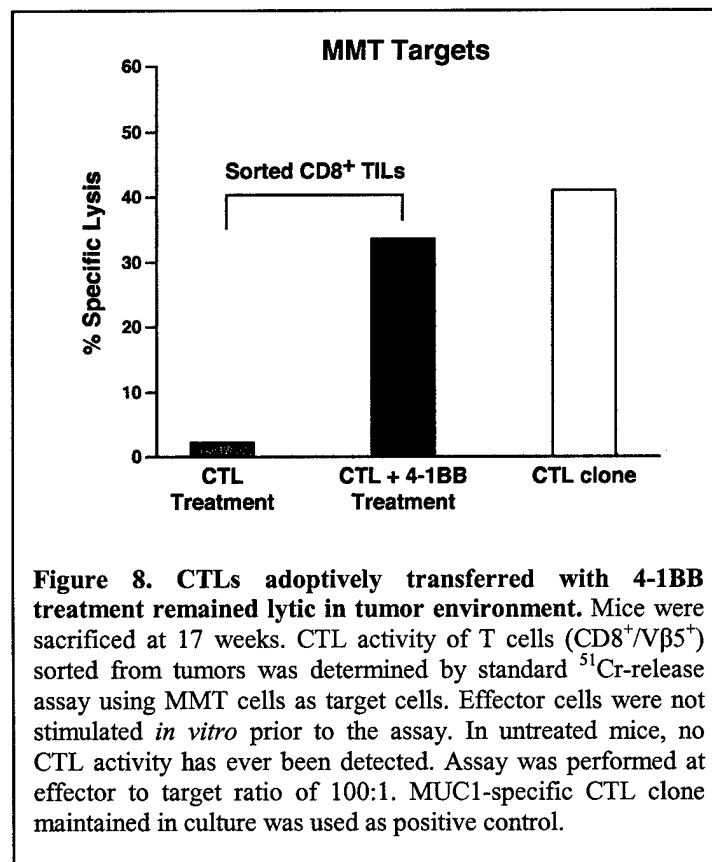 MMT Targets
60
50
40
30
20
10
0
% Specific Lysis
Sorted CD8⁺ TILs
CTL
Treatment
CTL + 4-1BB
Treatment
CTL clone
Figure 8. CTLs adoptively transferred with 4-1BB
treatment remained lytic in tumor environment. Mice were
sacrificed at 17 weeks. CTL activity of T cells (CD8⁺/Vβ5⁺)
sorted from tumors was determined by standard ⁵¹Cr-release
assay using MMT cells as target cells. Effector cells were not
stimulated in vitro prior to the assay. In untreated mice, no
CTL activity has ever been detected. Assay was performed at
effector to target ratio of 100:1. MUC1-specific CTL clone
maintained in culture was used as positive control.